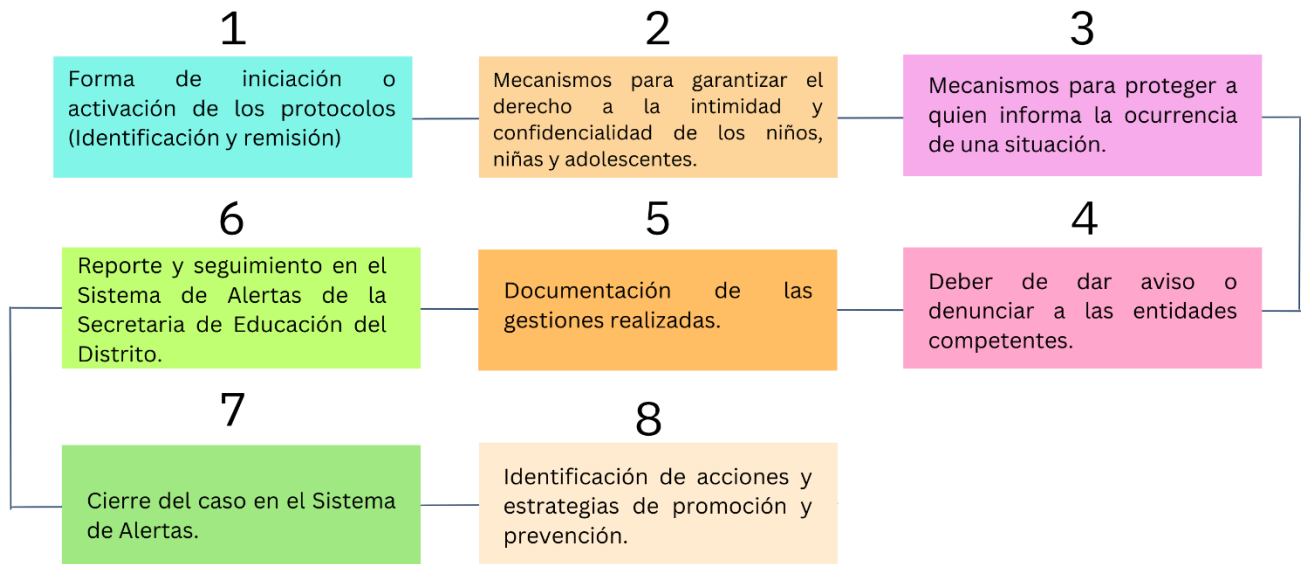 1
Forma de iniciación o
activación de los protocolos
(Identificación y remisión)
2
Mecanismos para garantizar el
derecho a la intimidad y
confidencialidad de los niños,
niñas y adolescentes.
3
Mecanismos para proteger a
quien informa la ocurrencia
de una situación.
4
Deber de dar aviso o
denunciar a las entidades
competentes.
5
Documentación de las
gestiones realizadas.
6
Reporte y seguimiento en el
Sistema de Alertas de la
Secretaria de Educación del
Distrito.
7
Cierre del caso en el Sistema
de Alertas.
8
Identificación de acciones y
estrategias de promoción y
prevención.